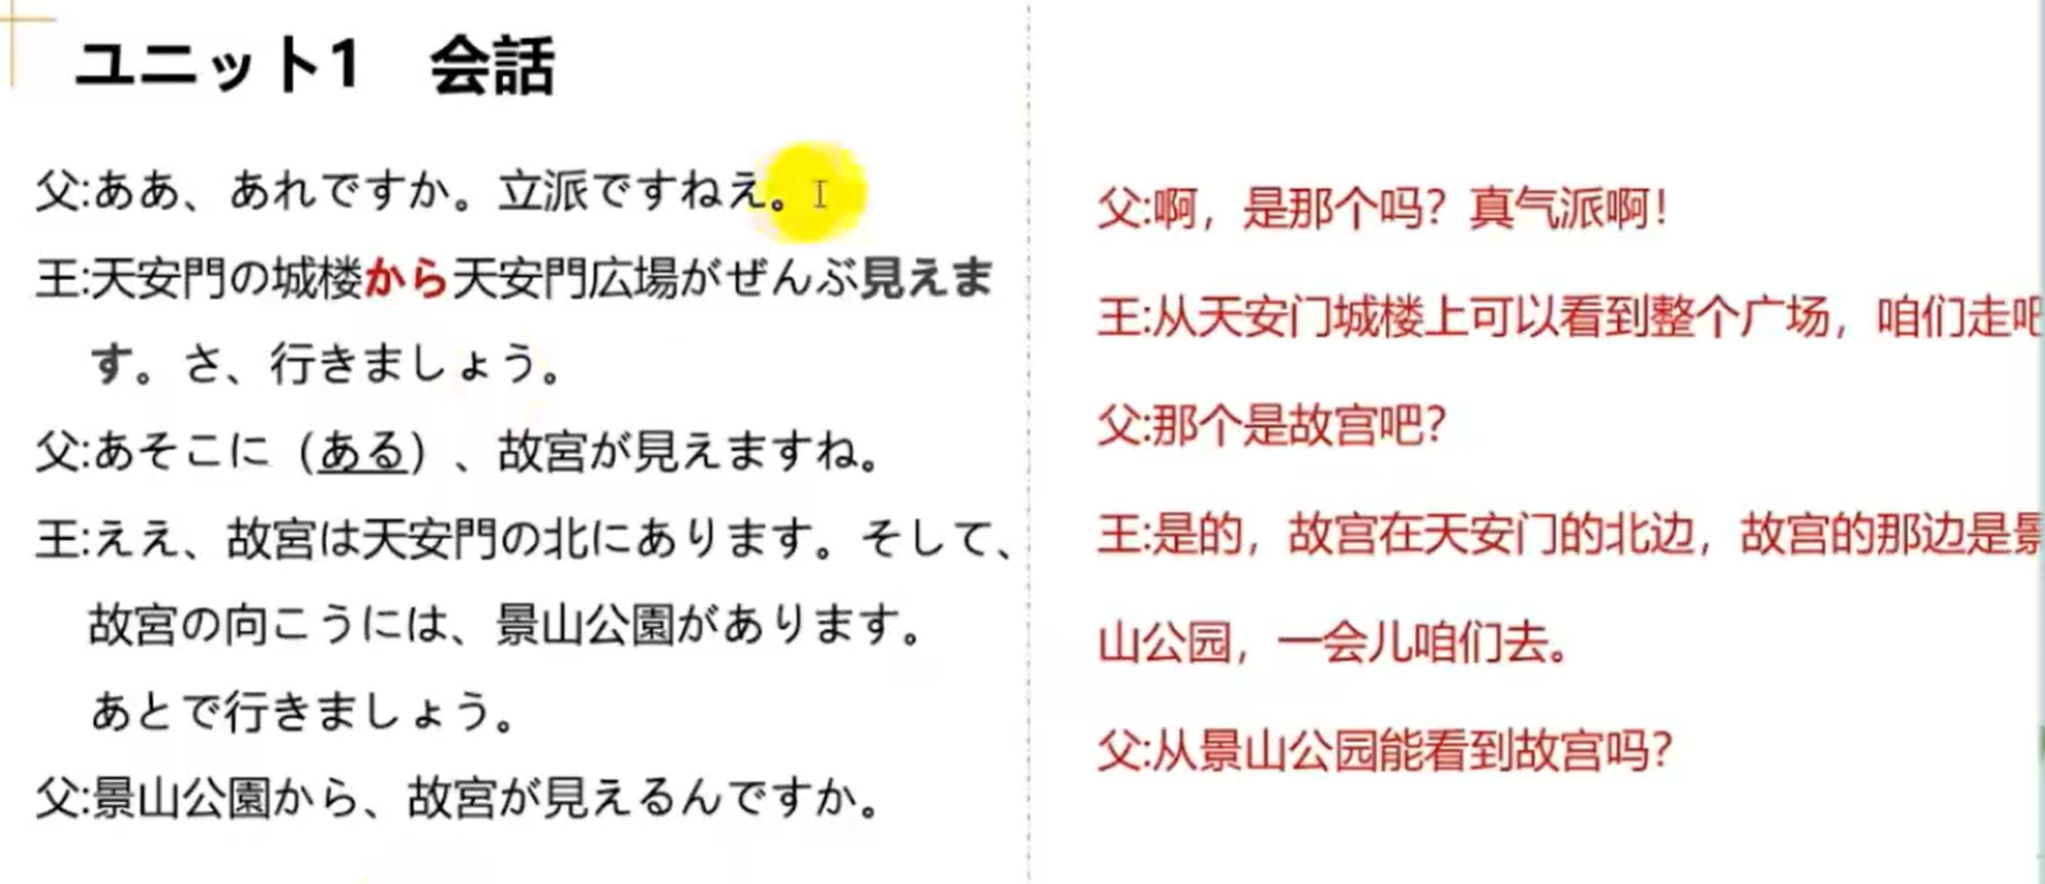 ユニット1　会話
父:ああ、あれですか。立派ですねえ。
王:天安門の城楼から天安門広場がぜんぶ見えま
す。さ、行きましょう。
父:あそこに（ある）、故宮が見えますね。
王:ええ、故宮は天安門の北にあります。そして、
故宮の向こうには、景山公園があります。
あとで行きましょう。
父:景山公園から、故宮が見えるんですか。
父:啊，是那个吗？真气派啊！
王:从天安门城楼上可以看到整个广场，咱们走吧
父:那个是故宫吧？
王:是的，故宫在天安门的北边，故宫的那边是景
山公园，一会儿咱们去。
父:从景山公园能看到故宫吗？